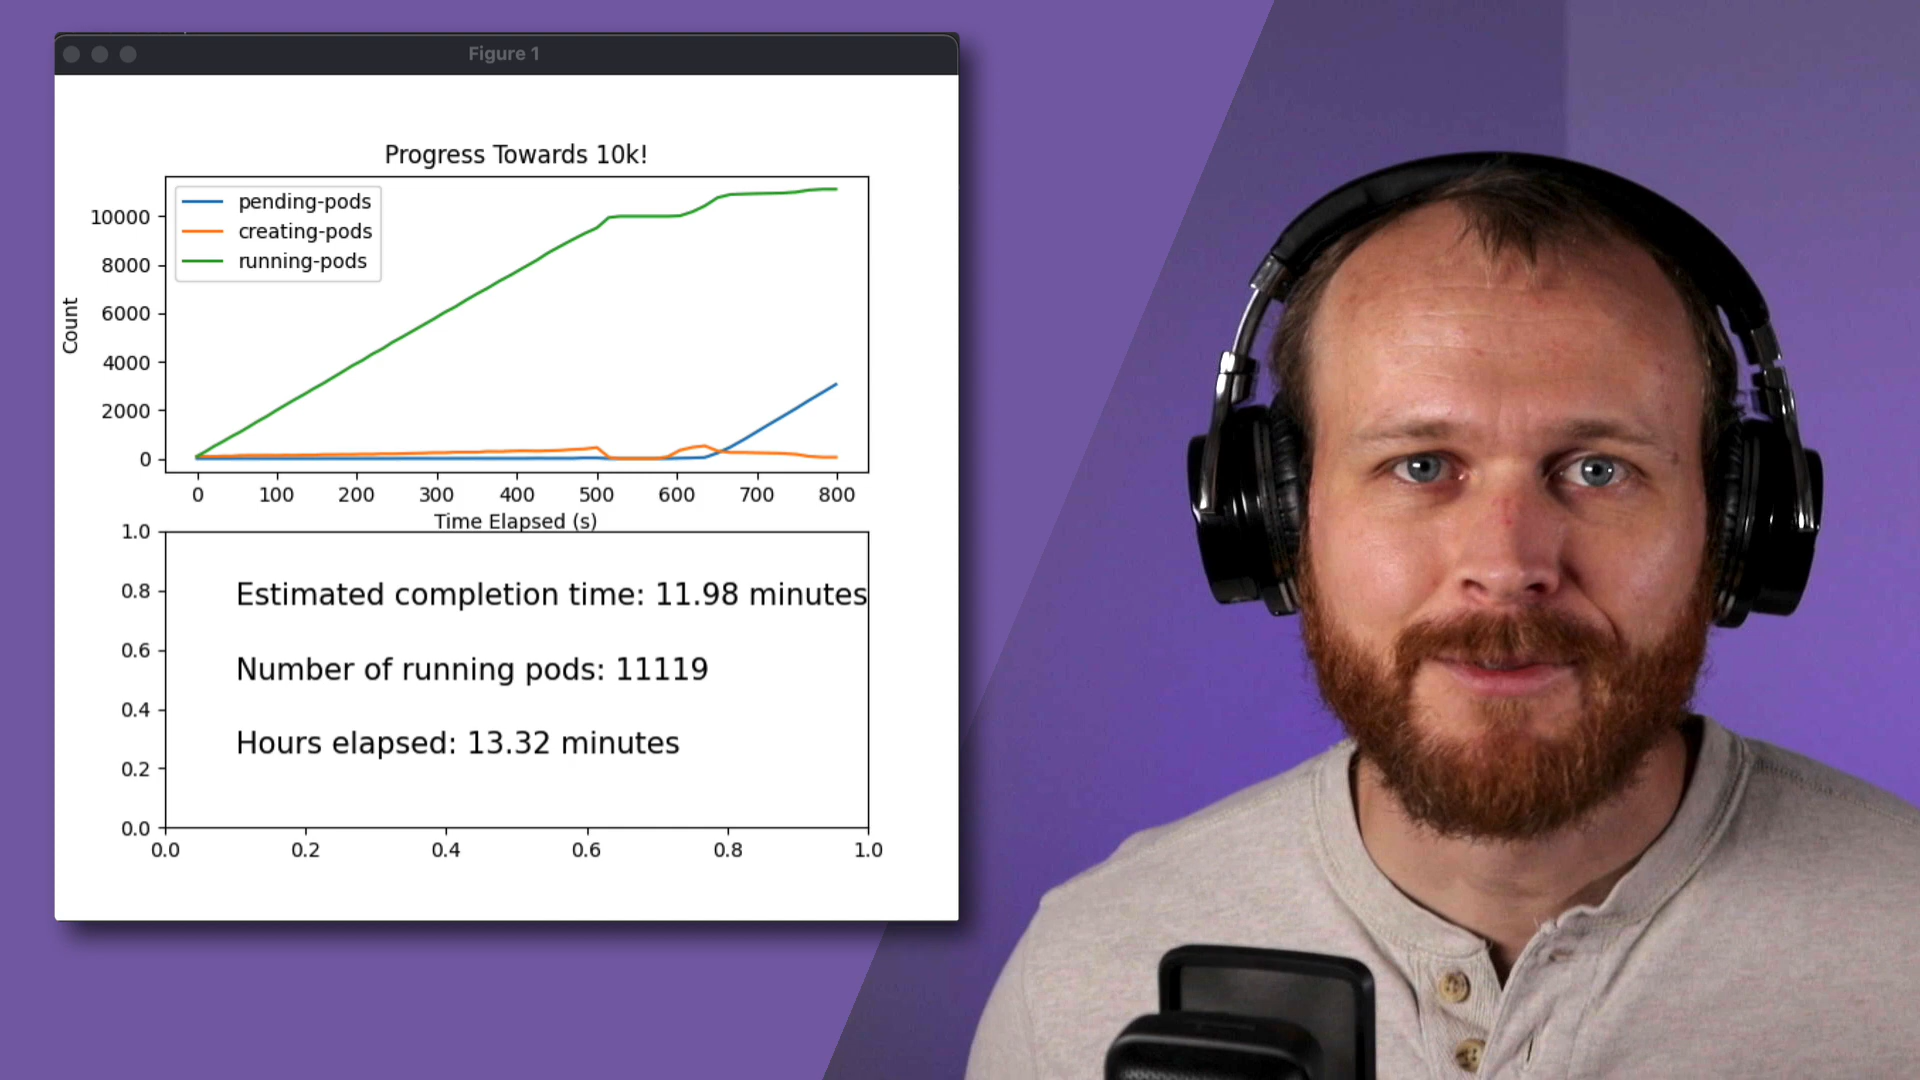 Figure 1
Progress Towards 10k!
pending-pods
creating-pods
running-pods
10000
8000
6000
4000
2000
0
Count
0 100 200 300 400 500 600 700 800
Time Elapsed (s)
1.0
0.8
0.6
0.4
0.2
0.0
Estimated completion time: 11.98 minutes
Number of running pods: 11119
Hours elapsed: 13.32 minutes
0.0 0.2 0.4 0.6 0.8 1.0